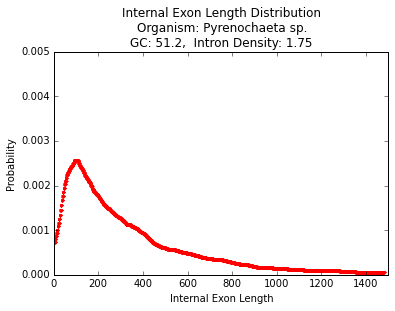 Internal Exon Length Distribution
Organism: Pyrenochaeta sp.
GC: 51.2,  Intron Density: 1.75
0.005
0.004
0.003
0.002
0.001
0.000
Probability
0 200 400 600 800 1000 1200 1400
Internal Exon Length